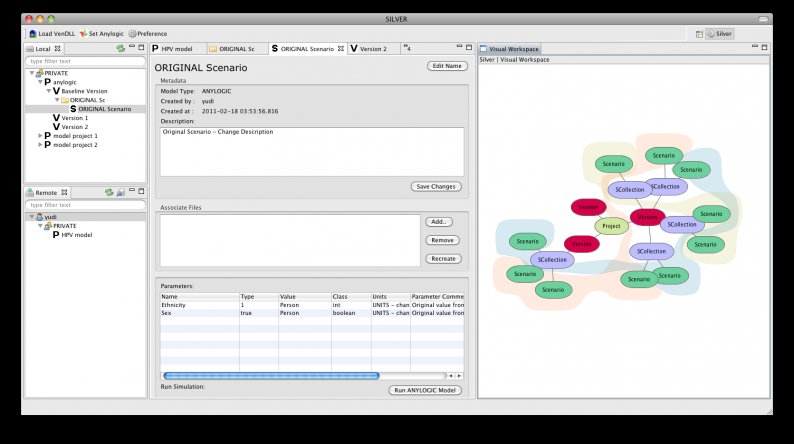 SILVER
Load VenDLL Set Anylogic Preference Silver
Local
type filter text
PRIVATE
P anylogic
V Baseline Version
ORIGINAL Sc
S ORIGINAL Scenario
V Version 1
V Version 2
P model project 1
P model project 2
Remote
type filter text
yudi
PRIVATE
P HPV model
P HPV model ORIGINAL Sc S ORIGINAL Scenario V Version 2 »4
ORIGINAL Scenario Edit Name
Metadata
Model Type: ANYLOGIC
Created by : yudi
Created at : 2011-02-18 03:53:56.816
Description:
Original Scenario - Change Description
Save Changes
Associate Files
Add..
Remove
Recreate
Parameters:
Name Type Value Class Units Parameter Comme
Ethnicity 1 Person int UNITS - chan Original value fron
Sex true Person boolean UNITS - chan Original value fron
Run Simulation:
Run ANYLOGIC Model
Visual Workspace
Silver | Visual Workspace
Scenario
Scenario
Scenario
SCollection
SCollection
Version
Version
Scenario
Project
SCollection
Scenario
Version
Scenario
SCollection
SCollection
Scenario
Scenario
Scenario
Scenario